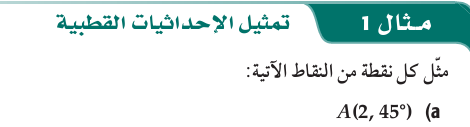 مثال 1 تمثيل الإحداثيات القطبية
مثّل كل نقطة من النقاط الآتية:
(a A(2, 45°)